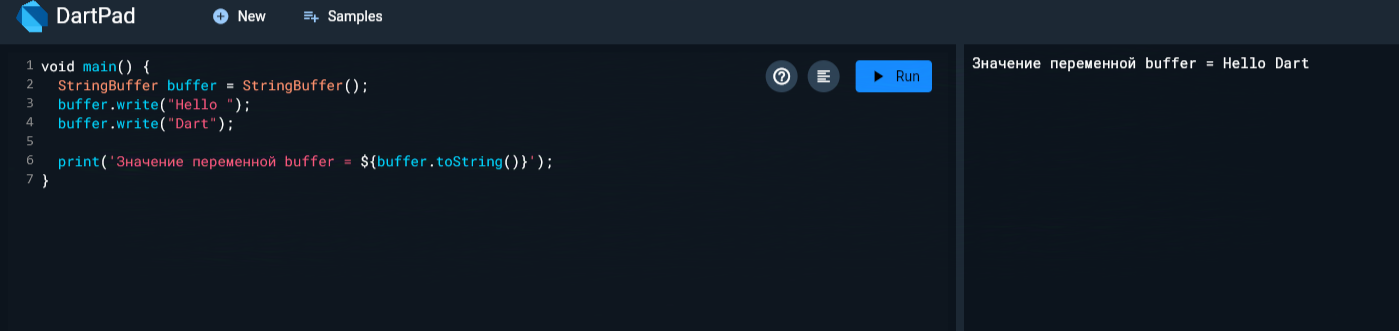 DartPad New Samples
1 void main() {
2   StringBuffer buffer = StringBuffer();
3   buffer.write("Hello ");
4   buffer.write("Dart");
5
6   print('Значение переменной buffer = ${buffer.toString()}');
7 }
Run
Значение переменной buffer = Hello Dart